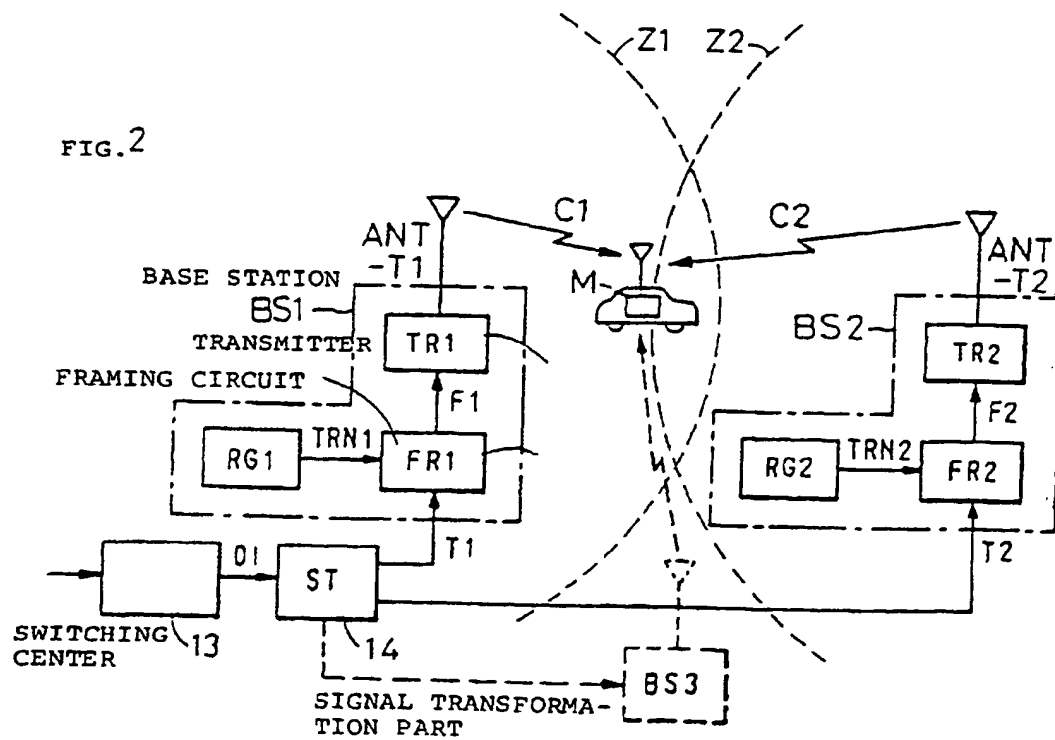 Z1
Z2
FIG.2
C1
C2
ANT
-T1
ANT
-T2
BASE STATION
BS1
M
BS2
TRANSMITTER
TR1
TR2
FRAMING CIRCUIT
F1
F2
RG1
TRN1
FR1
RG2
TRN2
FR2
T1
T2
DI
ST
SWITCHING
CENTER
13
14
BS3
SIGNAL TRANSFORMA-
TION PART